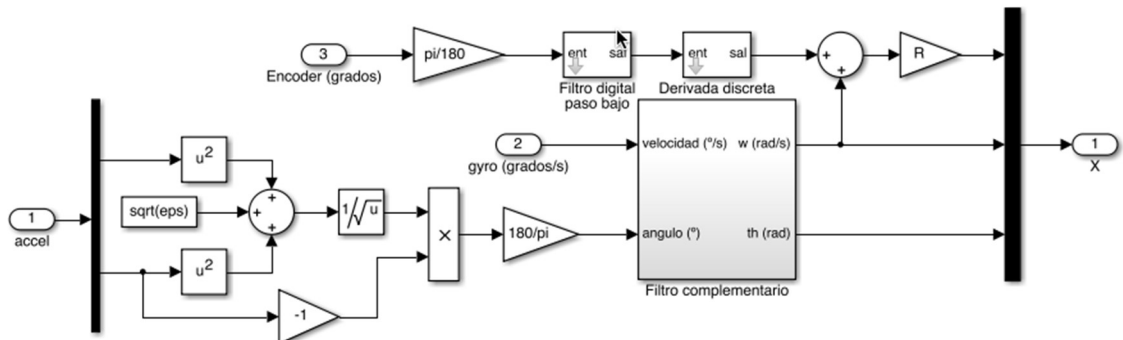 3
Encoder (grados)
pi/180
ent sal
Filtro digital
paso bajo
ent sal
Derivada discreta
+
+
R
2
gyro (grados/s)
velocidad (º/s) w (rad/s)
angulo (º) th (rad)
Filtro complementario
1
X
1
accel
u²
sqrt(eps)
u²
+
+
+
1/√u
-1
×
180/pi